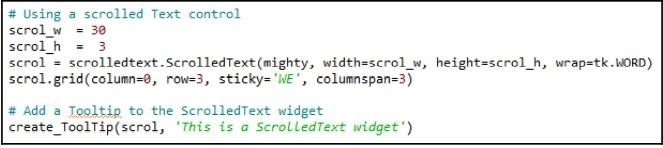 # Using a scrolled Text control
scrol_w  = 30
scrol_h  =  3
scrol = scrolledtext.ScrolledText(mighty, width=scrol_w, height=scrol_h, wrap=tk.WORD)
scrol.grid(column=0, row=3, sticky='WE', columnspan=3)

# Add a Tooltip to the ScrolledText widget
create_ToolTip(scrol, 'This is a ScrolledText widget')